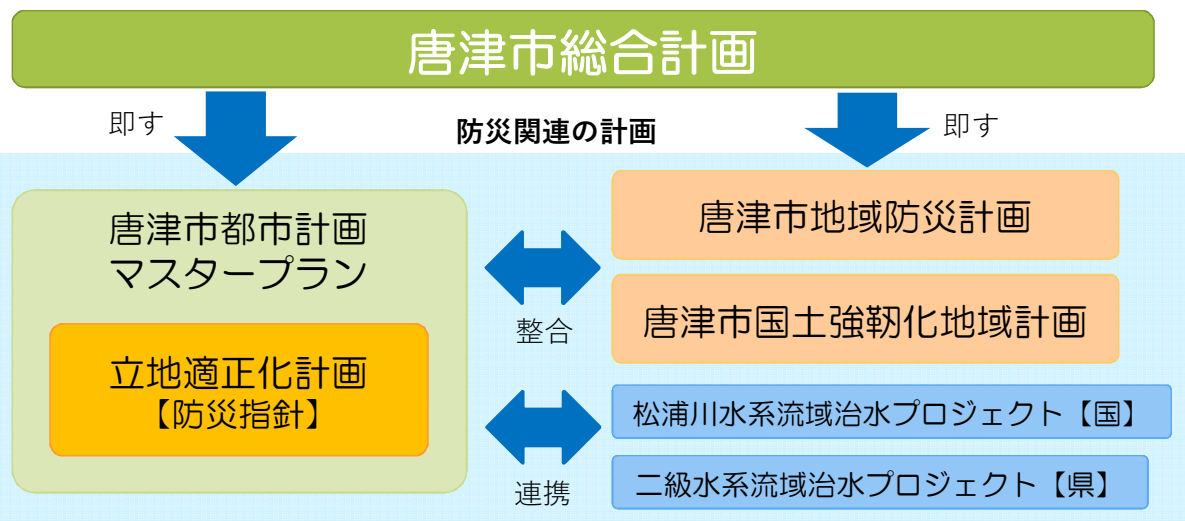 唐津市総合計画
即す
防災関連の計画
即す
唐津市都市計画
マスタープラン
立地適正化計画
【防災指針】
整合
連携
唐津市地域防災計画
唐津市国土強靭化地域計画
松浦川水系流域治水プロジェクト【国】
二級水系流域治水プロジェクト【県】